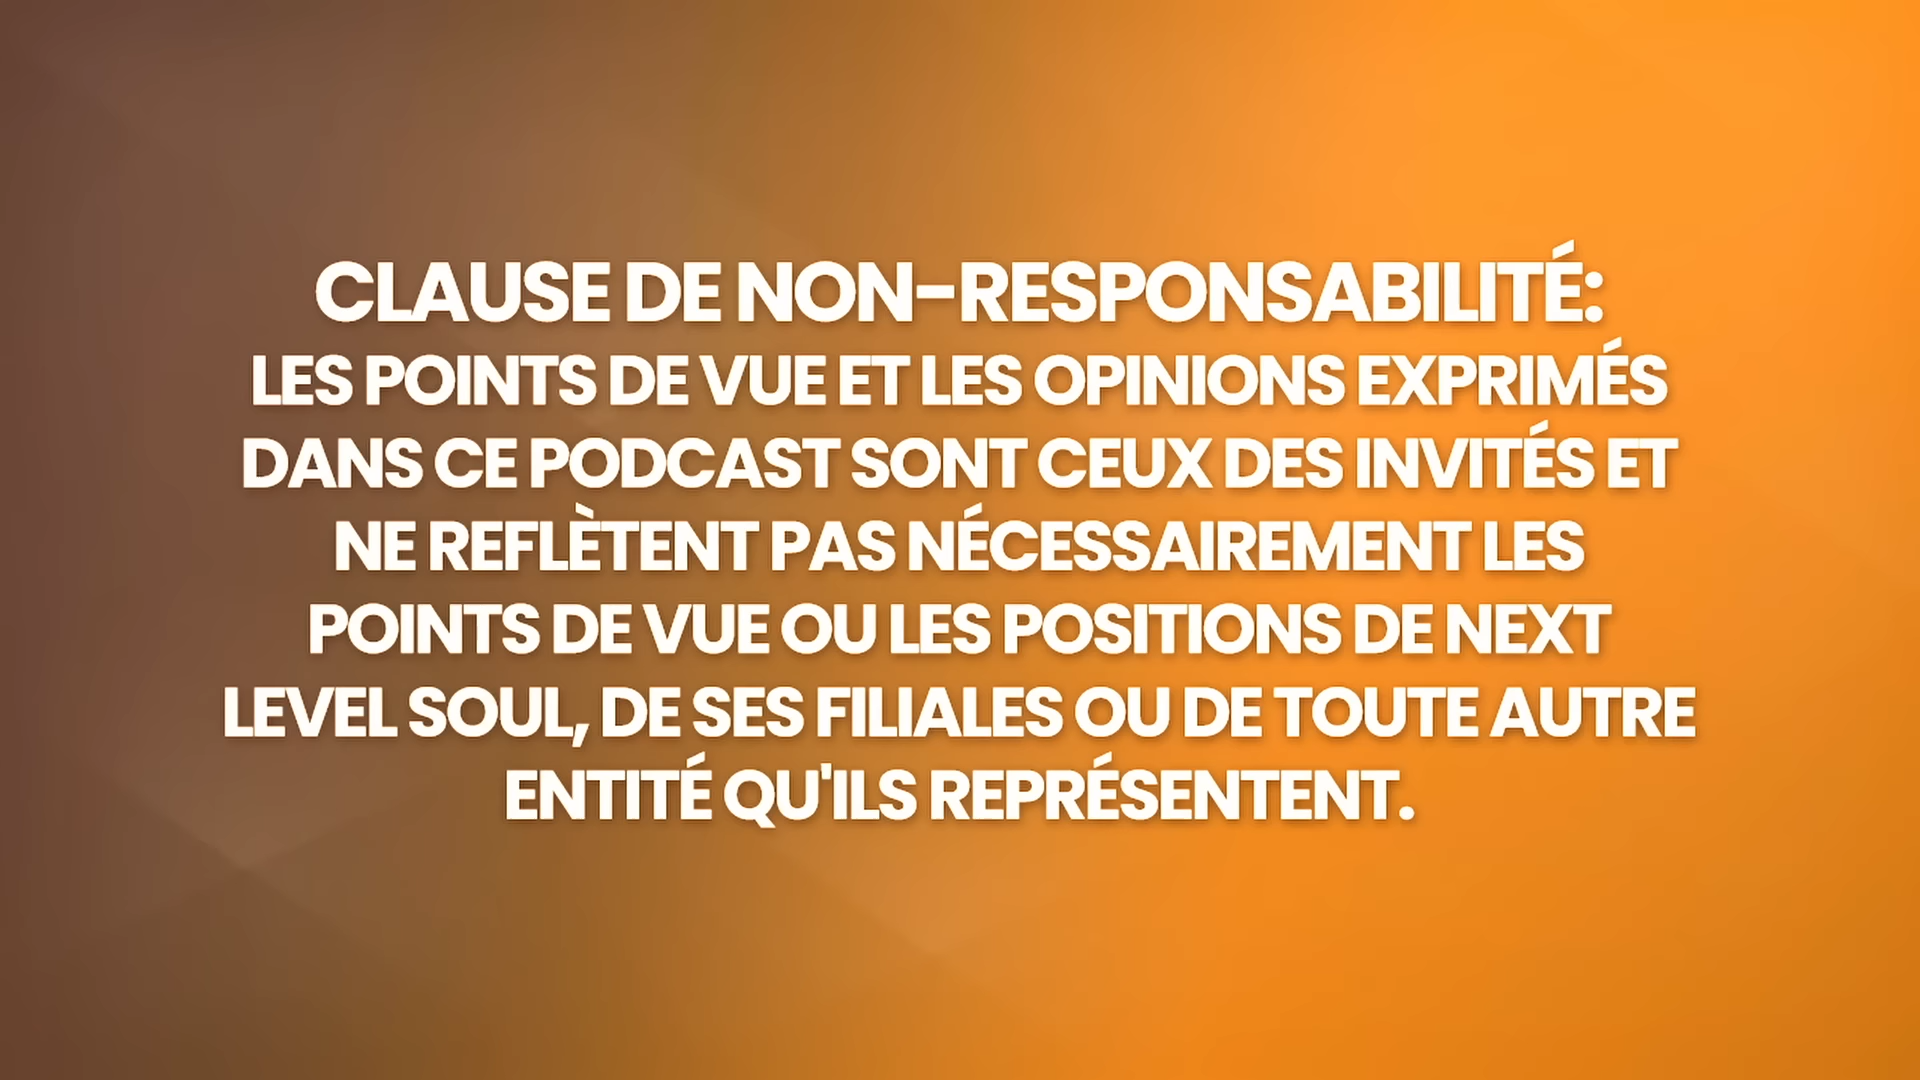 CLAUSE DE NON-RESPONSABILITÉ:
LES POINTS DE VUE ET LES OPINIONS EXPRIMÉS
DANS CE PODCAST SONT CEUX DES INVITÉS ET
NE REFLÈTENT PAS NÉCESSAIREMENT LES
POINTS DE VUE OU LES POSITIONS DE NEXT
LEVEL SOUL, DE SES FILIALES OU DE TOUTE AUTRE
ENTITÉ QU'ILS REPRÉSENTENT.